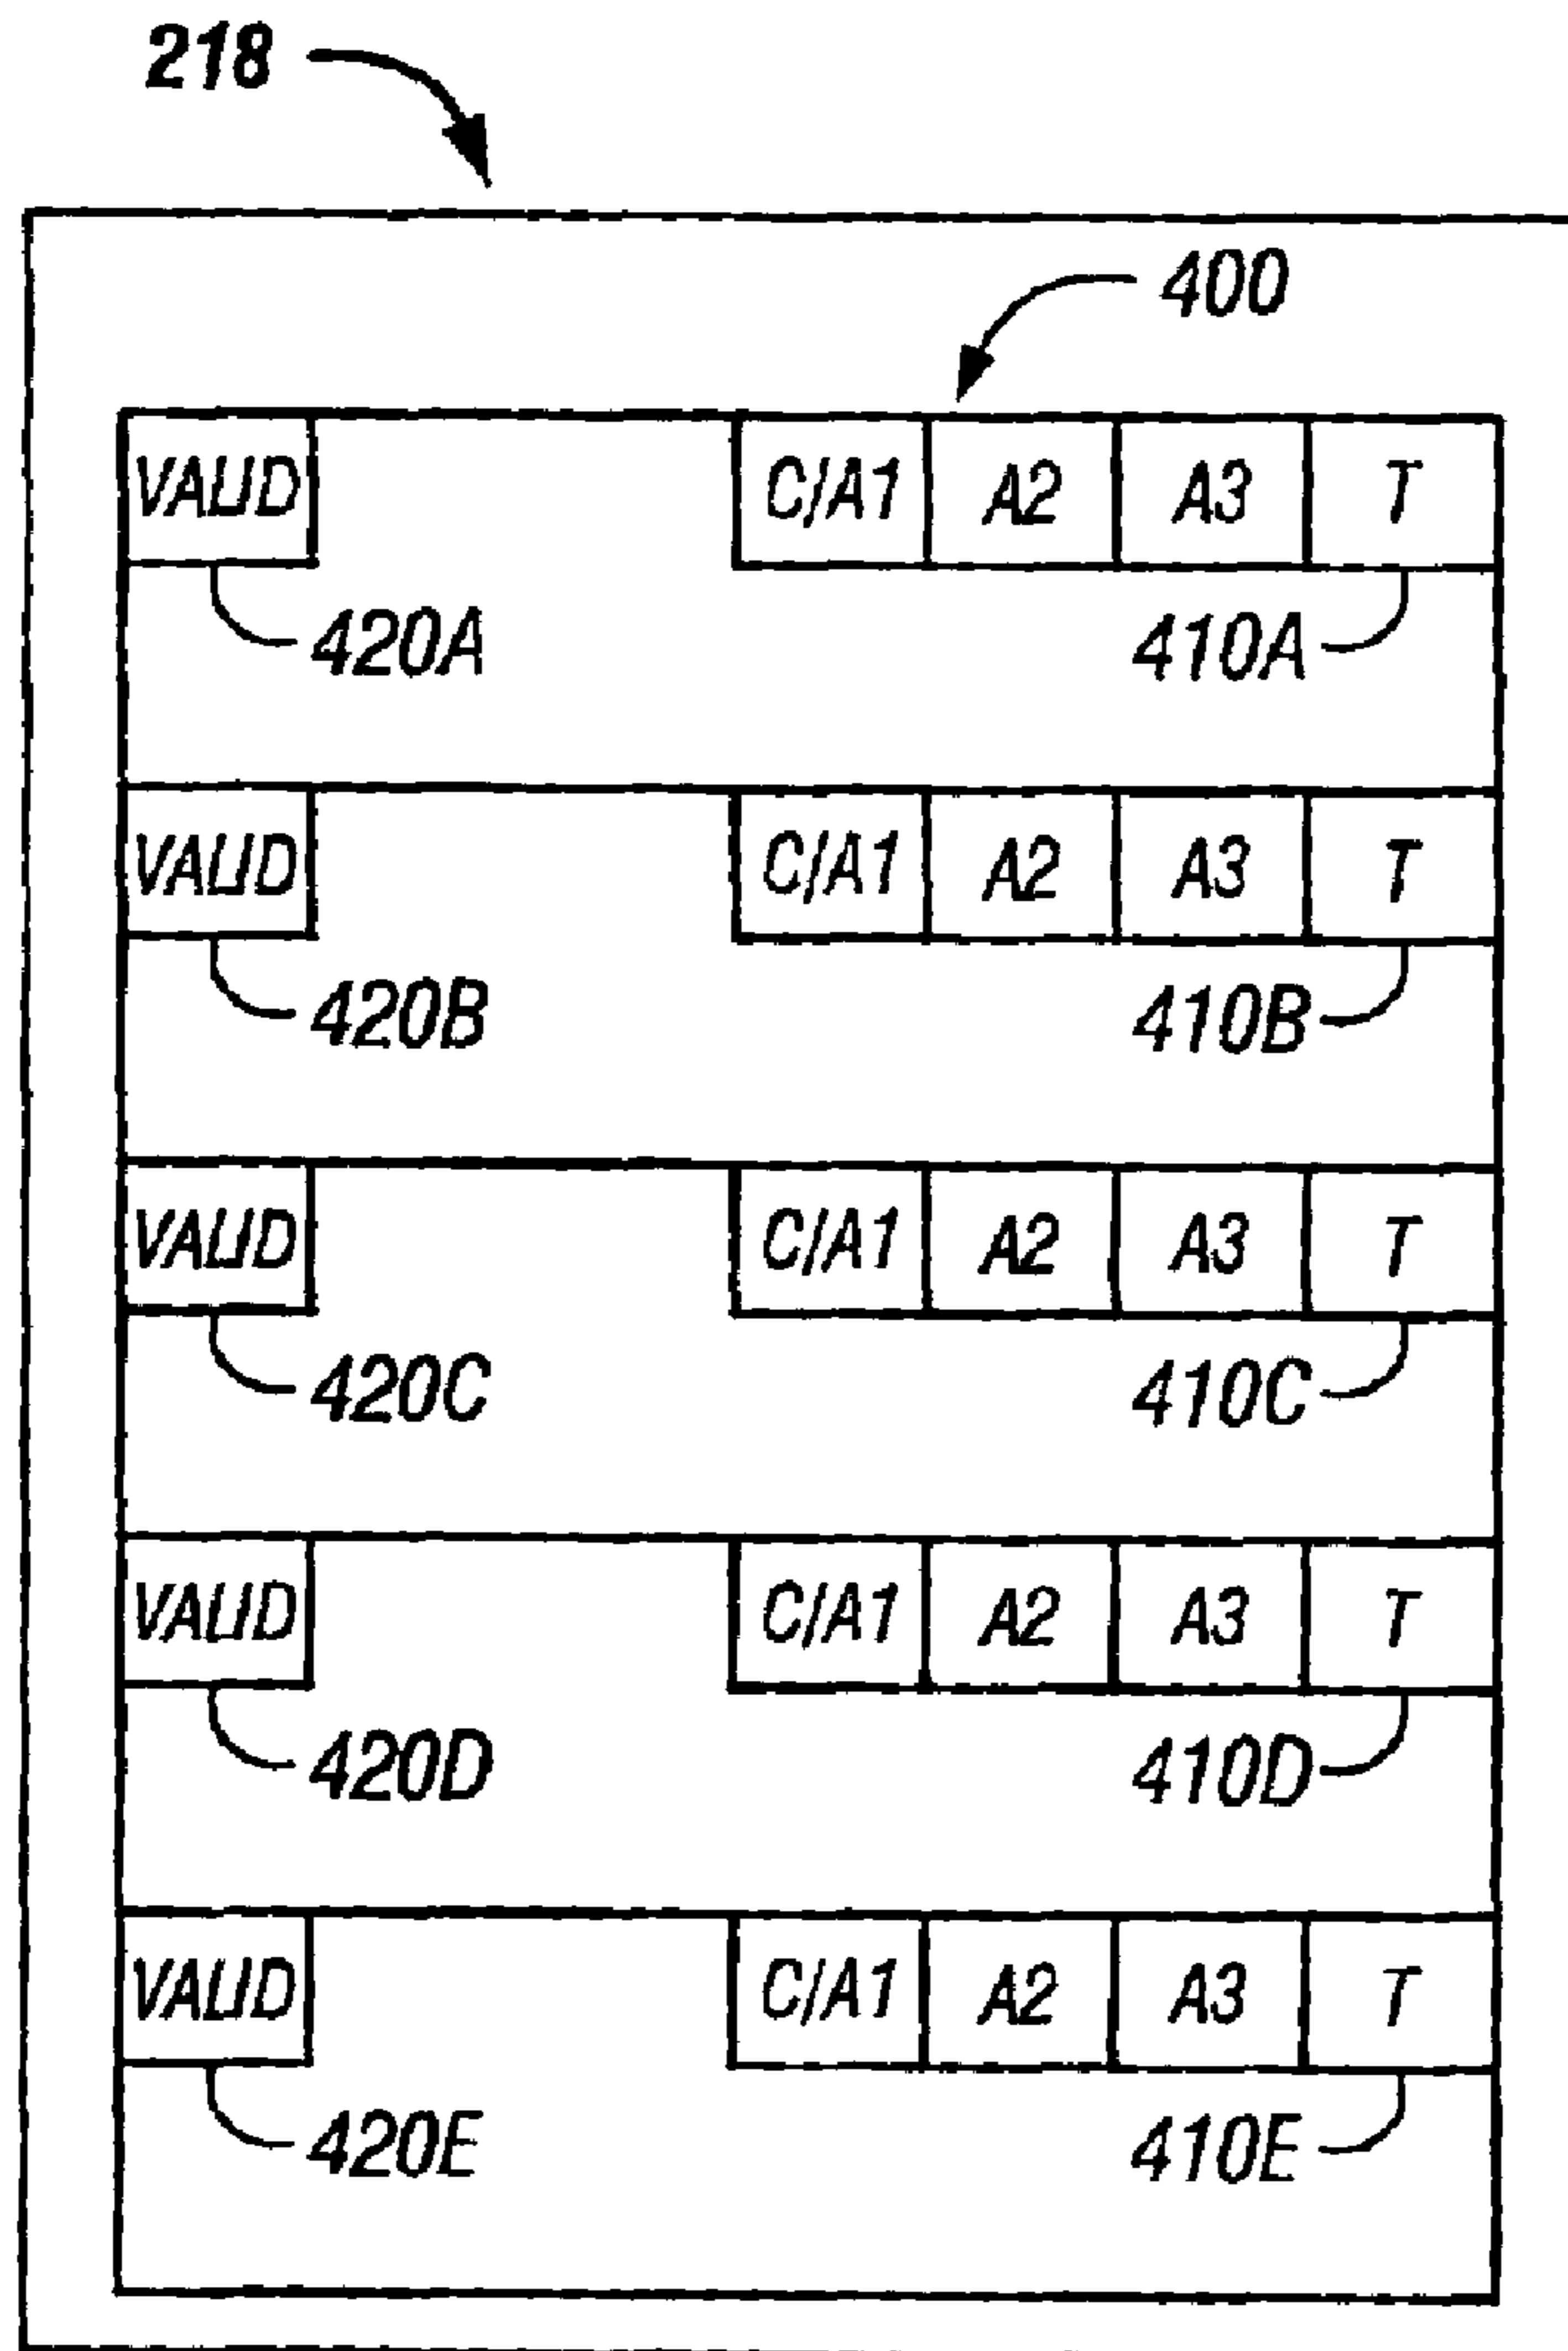 218
400
VALID C/A1 A2 A3 T
420A 410A
VALID C/A1 A2 A3 T
420B 410B
VALID C/A1 A2 A3 T
420C 410C
VALID C/A1 A2 A3 T
420D 410D
VALID C/A1 A2 A3 T
420E 410E